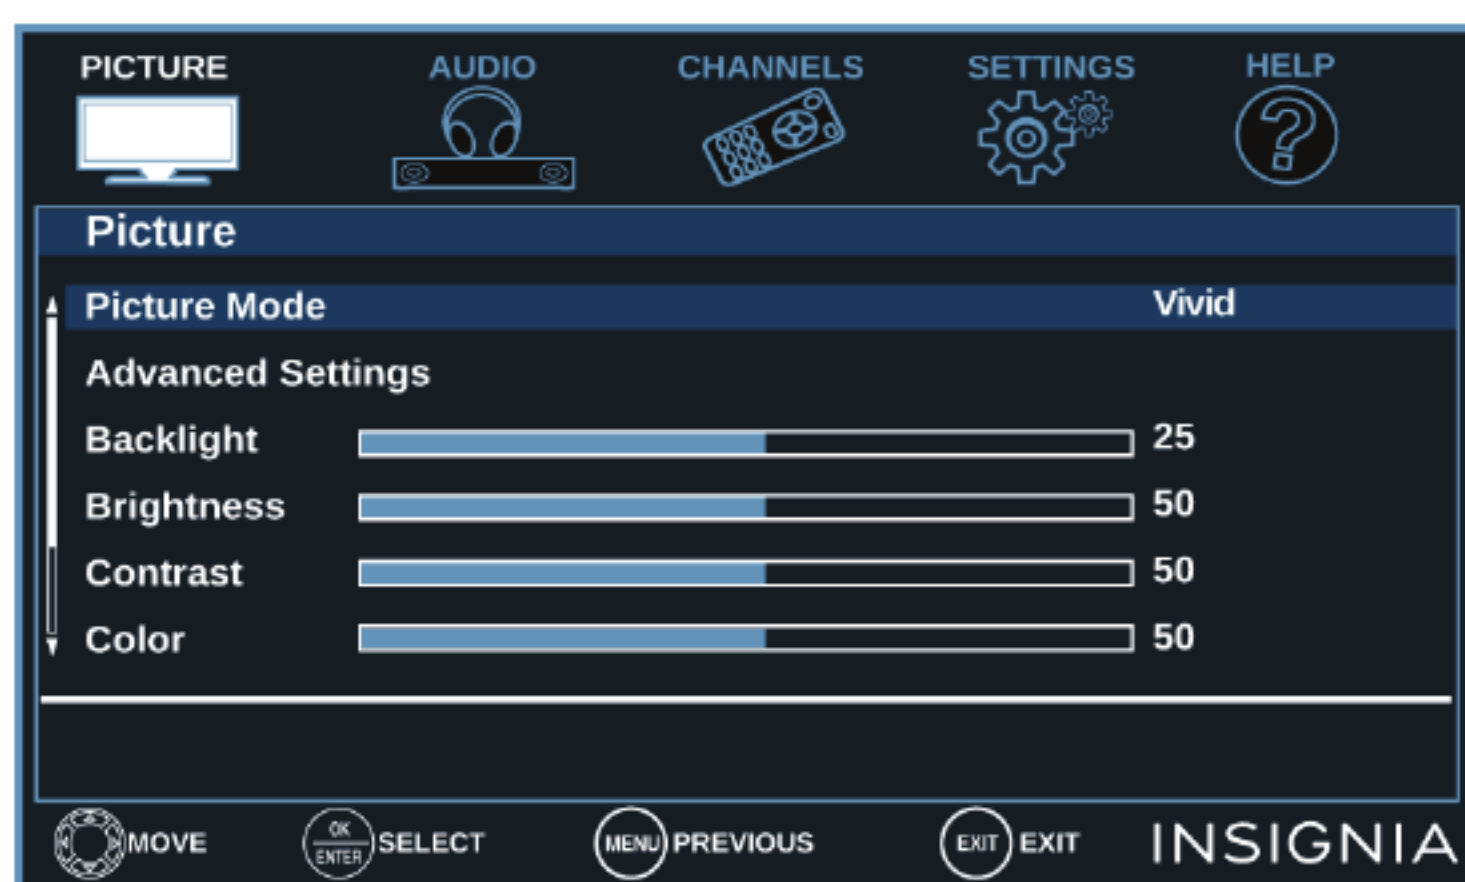 PICTURE AUDIO CHANNELS SETTINGS HELP
?
Picture
Picture Mode Vivid
Advanced Settings
Backlight 25
Brightness 50
Contrast 50
Color 50
MOVE OK/ENTER SELECT MENU PREVIOUS EXIT EXIT INSIGNIA